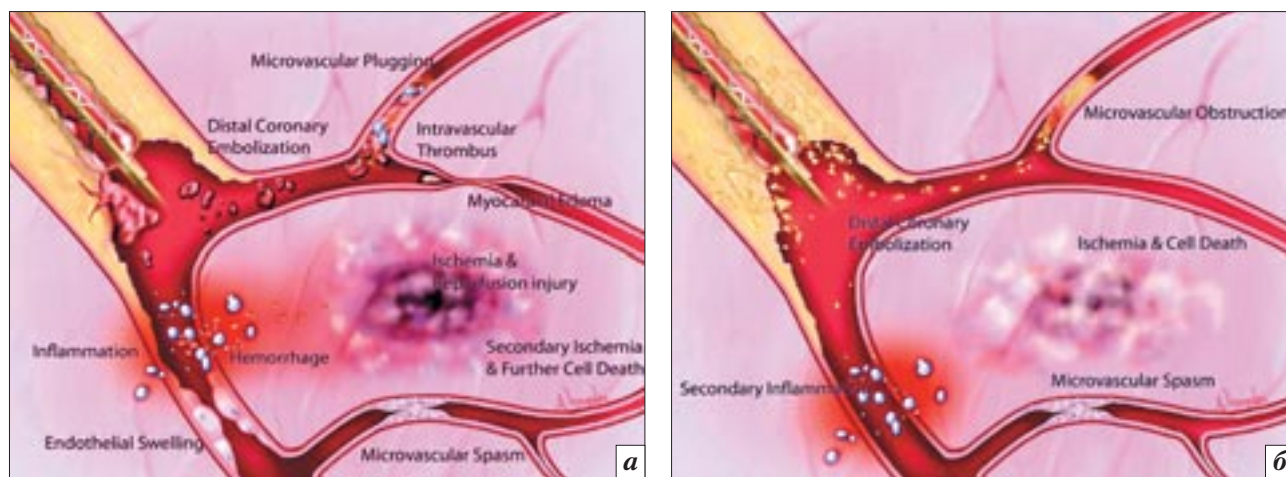 Microvascular Plugging
Distal Coronary
Embolization
Intravascular
Thrombus
Myocardial Edema
Ischemia &
Reperfusion injury
Inflammation
Hemorrhage
Secondary Ischemia
& Further Cell Death
Endothelial Swelling
Microvascular Spasm
а
Microvascular Obstruction
Distal Coronary
Embolization
Ischemia & Cell Death
Secondary Inflammation
Microvascular Spasm
б